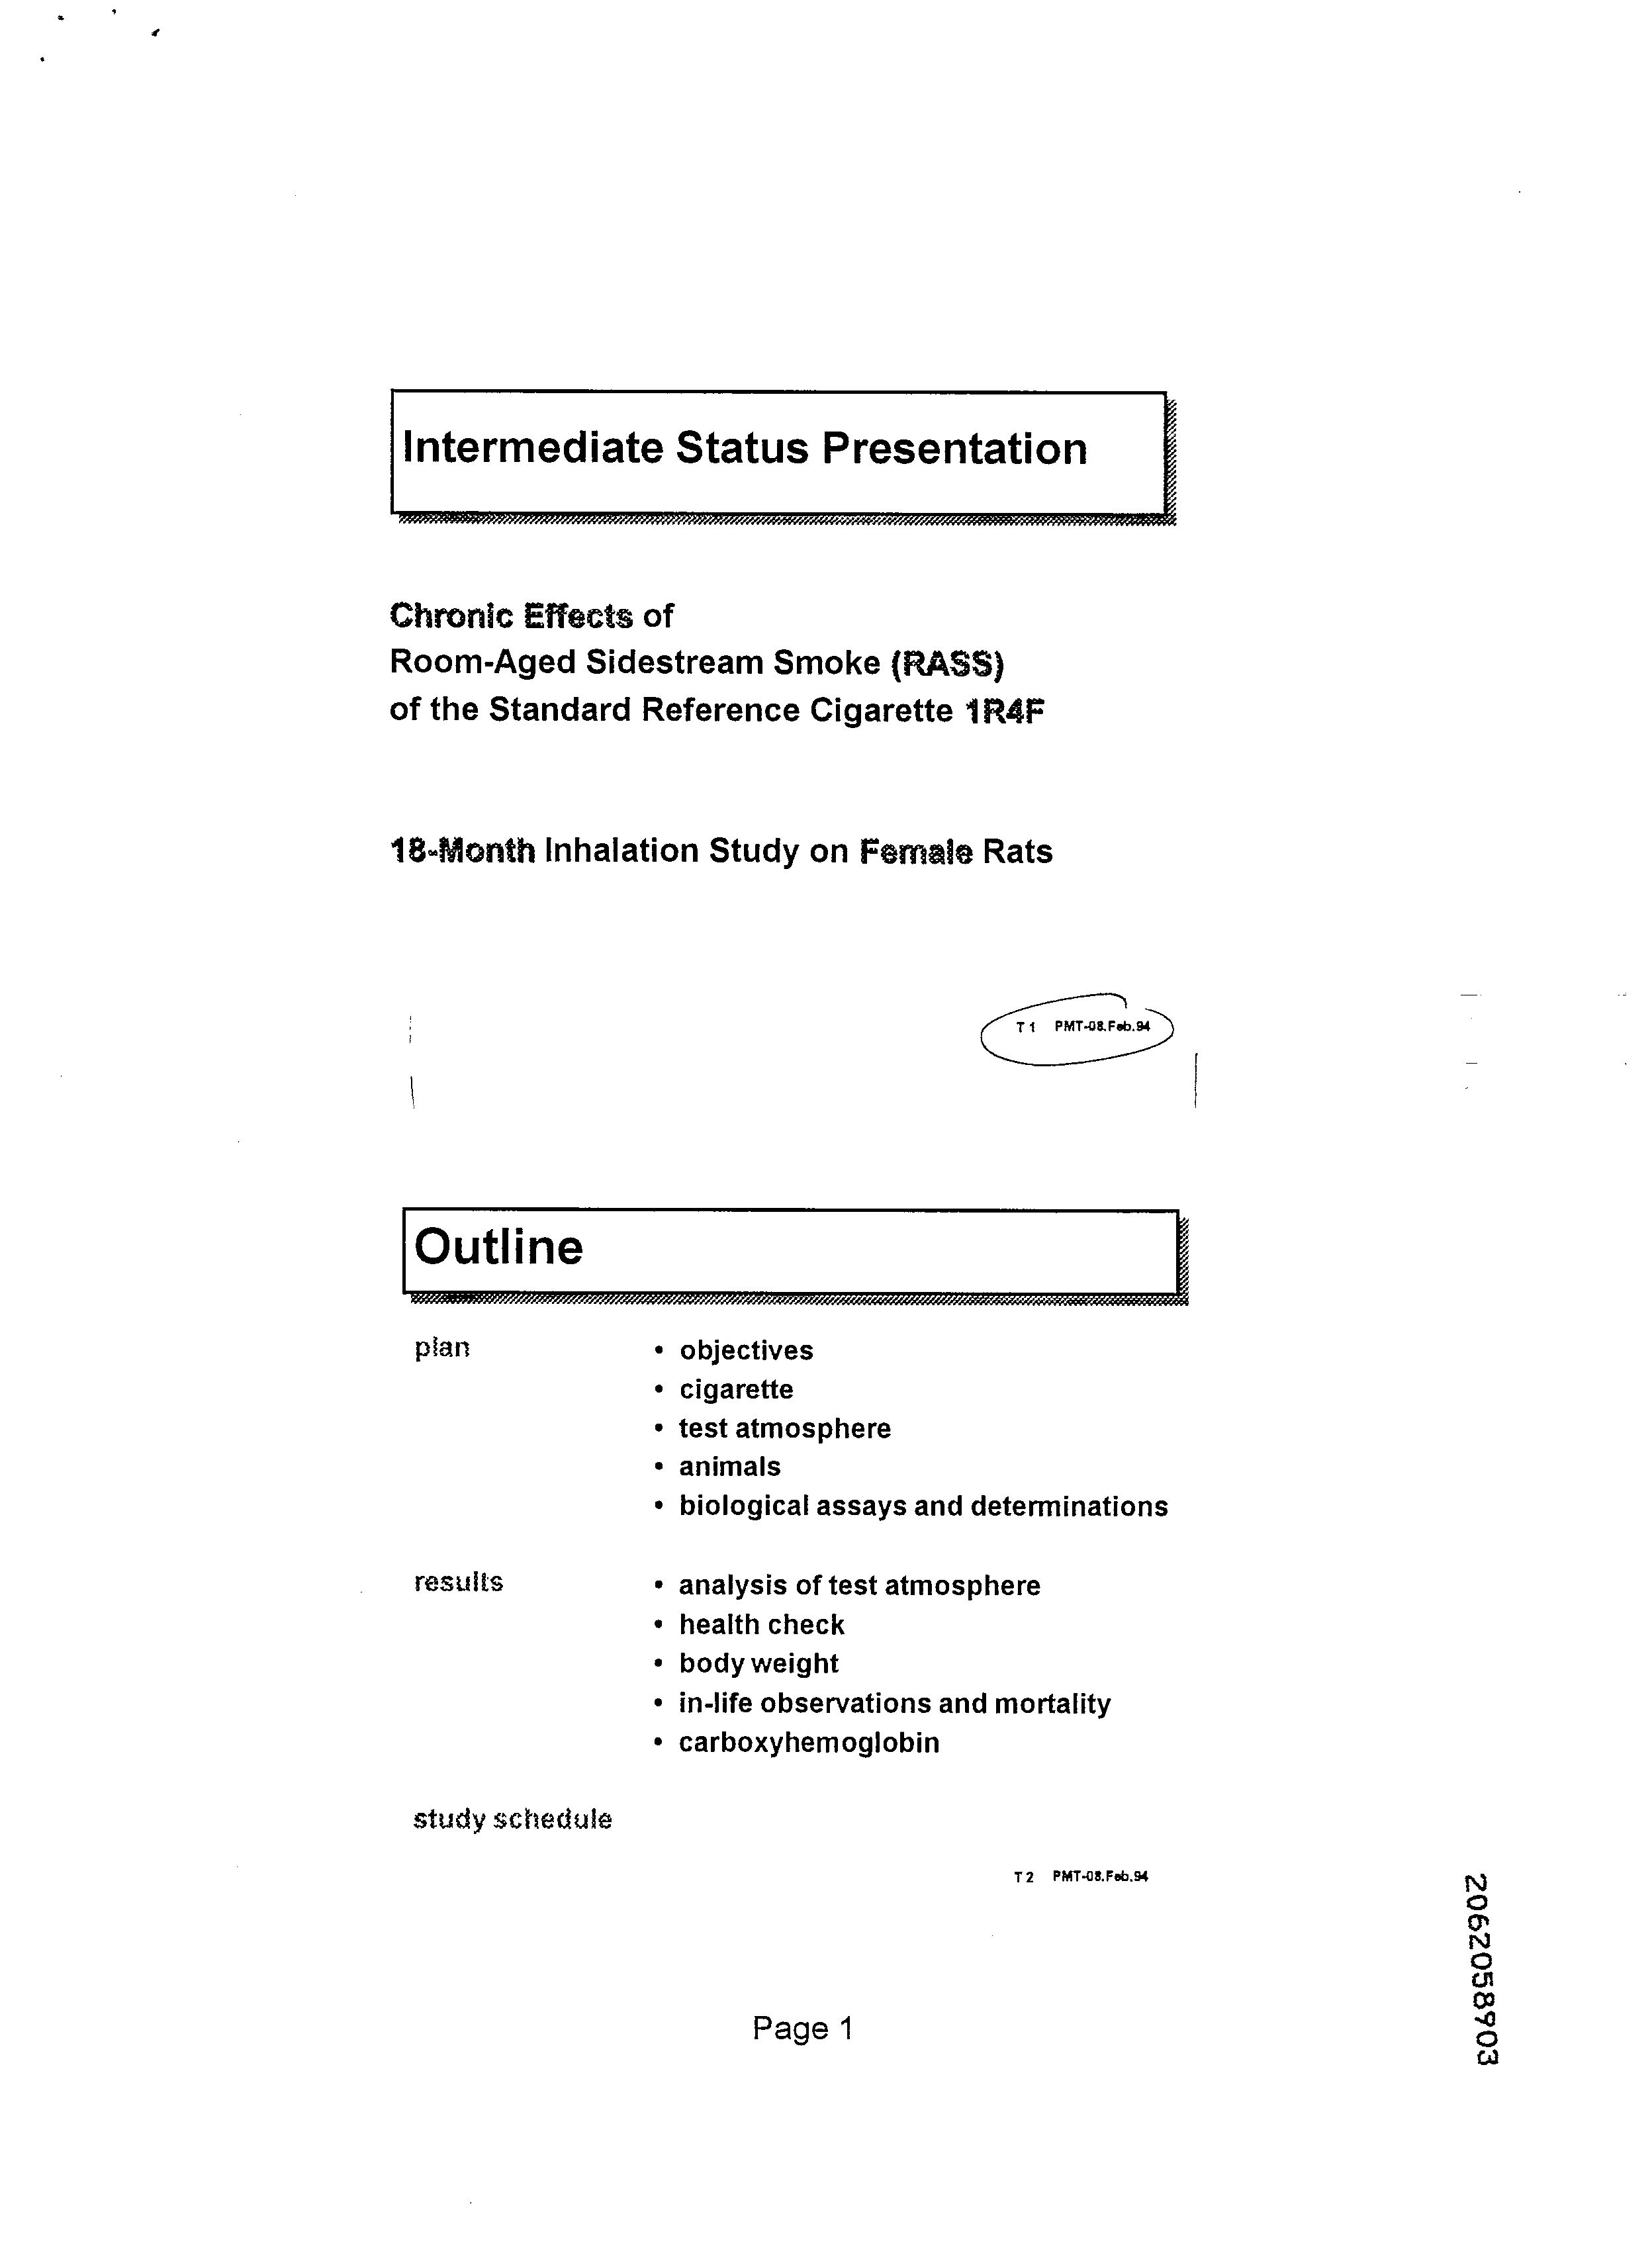 Intermediate Status Presentation
Chronic Effects of
Room-Aged Sidestream Smoke (RASS)
of the Standard Reference Cigarette 1R4F
18-Month Inhalation Study on Female Rats
T 1 PMT-08.Feb.94
Outline
plan
• objectives
• cigarette
• test atmosphere
• animals
• biological assays and determinations
results
• analysis of test atmosphere
• health check
• body weight
• in-life observations and mortality
• carboxyhemoglobin
study schedule
T 2 PMT-08.Feb.94
Page 1
2062058903